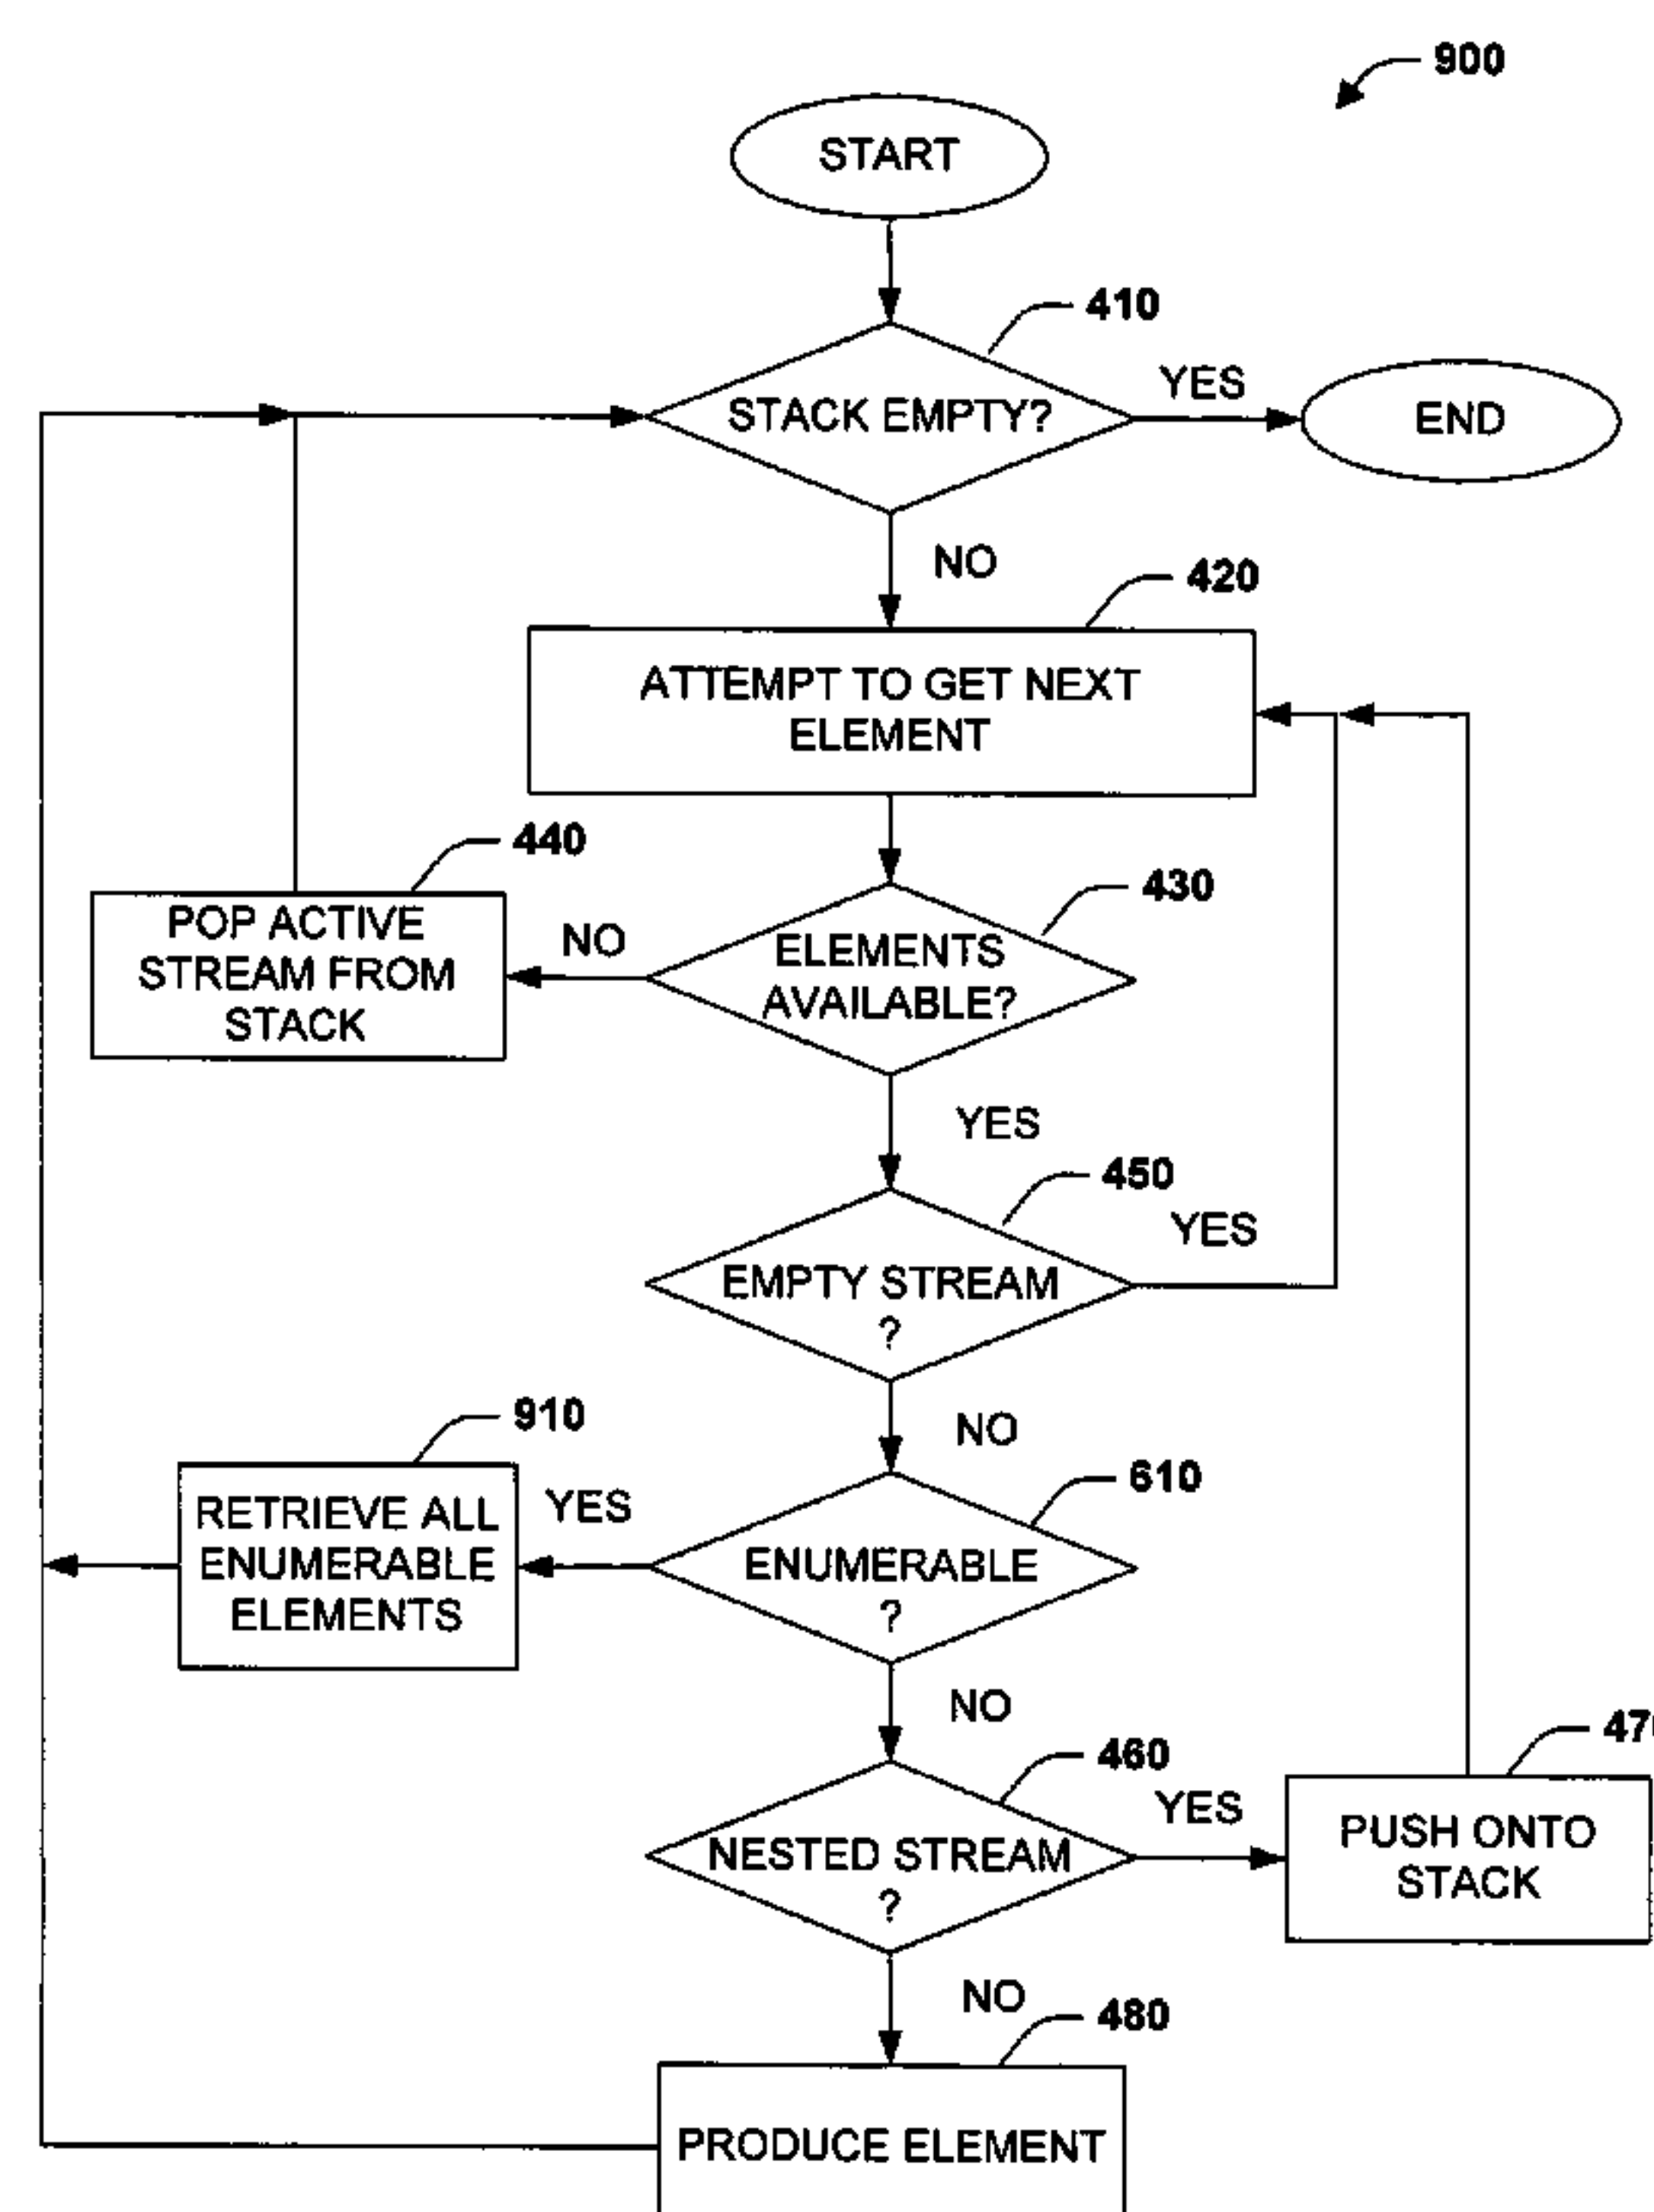 900
START
410
STACK EMPTY?
YES
END
NO
420
ATTEMPT TO GET NEXT
ELEMENT
440
POP ACTIVE
STREAM FROM
STACK
NO
430
ELEMENTS
AVAILABLE?
YES
450
EMPTY STREAM
?
YES
NO
910
RETRIEVE ALL
ENUMERABLE
ELEMENTS
YES
610
ENUMERABLE
?
NO
460
NESTED STREAM
?
YES
PUSH ONTO
STACK
NO
480
PRODUCE ELEMENT